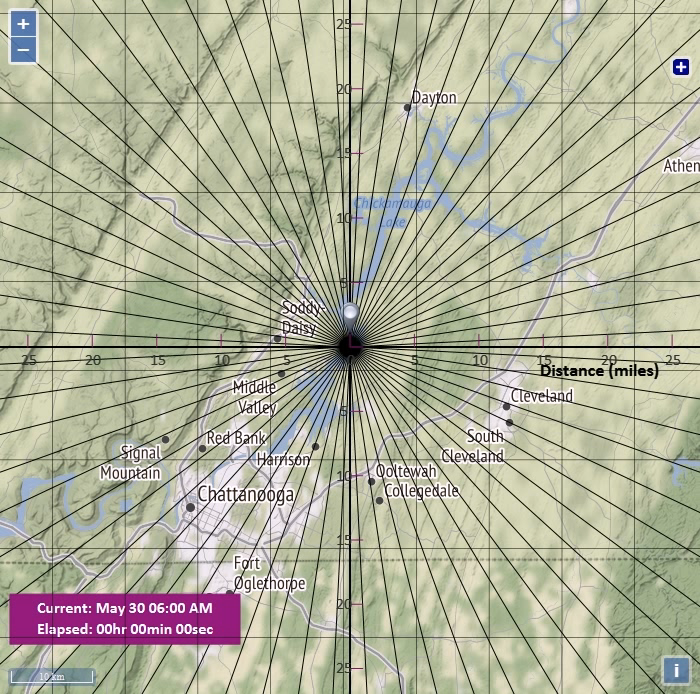 +
−
25
20
Dayton
15
Athen
Chickamauga
Lake
10
5
Soddy-
Daisy
25 20 15 10 5 5 10 15 20 25
Distance (miles)
Middle
Valley
Cleveland
5
Red Bank
South
Cleveland
Signal
Mountain
Harrison
10
Ooltewah
Collegedale
Chattanooga
15
Fort
Oglethorpe
20
Current: May 30 06:00 AM
Elapsed: 00hr 00min 00sec
25
10 km
i